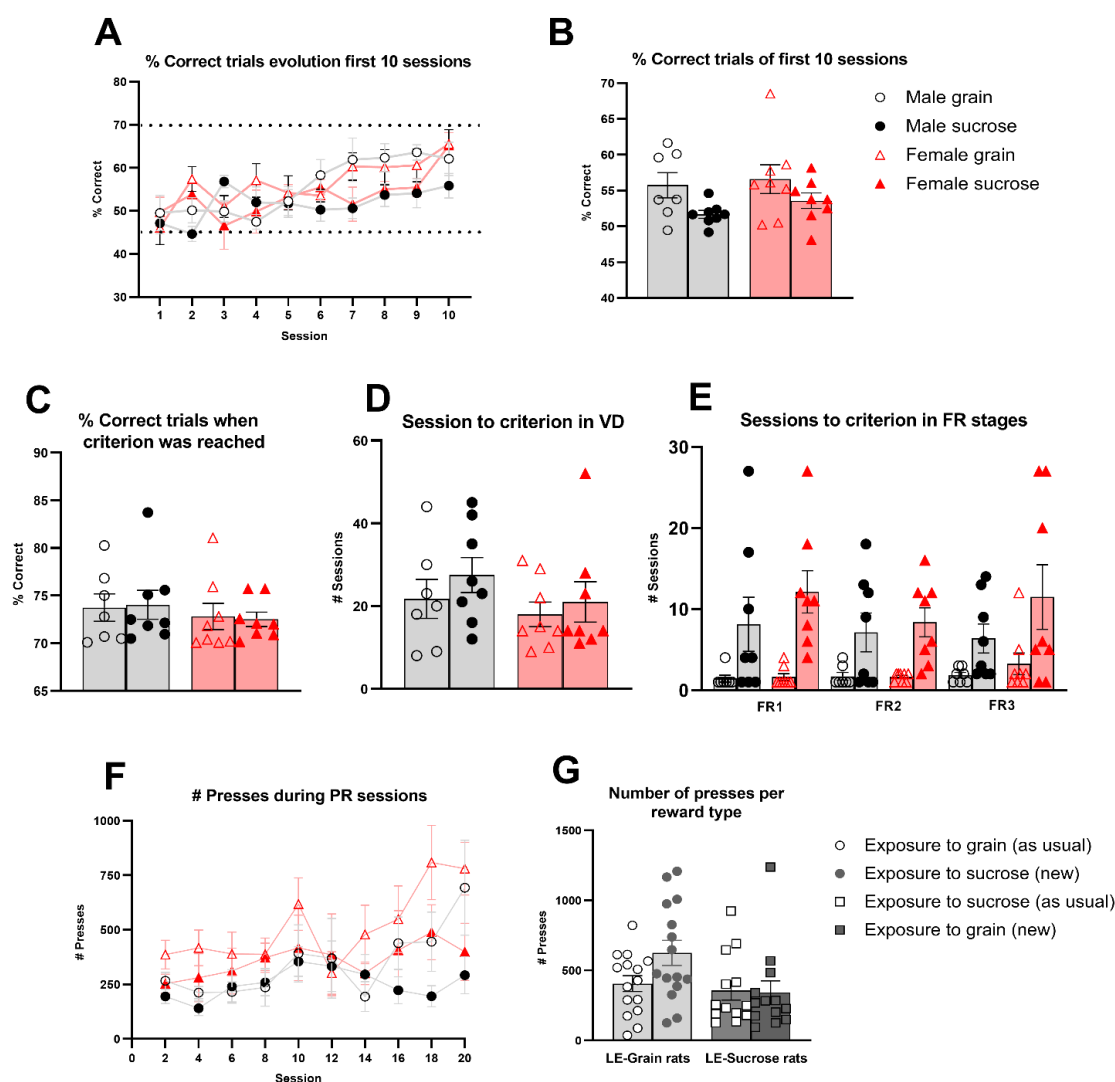 A
% Correct trials evolution first 10 sessions
80
70
60
50
40
30
% Correct
1 2 3 4 5 6 7 8 9 10
Session
B
% Correct trials of first 10 sessions
70
65
60
55
50
45
40
% Correct
Male grain
Male sucrose
Female grain
Female sucrose
C
% Correct trials when
criterion was reached
90
85
80
75
70
65
% Correct
D
Session to criterion in VD
60
40
20
0
# Sessions
E
Sessions to criterion in FR stages
30
20
10
0
# Sessions
FR1 FR2 FR3
F
# Presses during PR sessions
1000
750
500
250
0
# Presses
0 2 4 6 8 10 12 14 16 18 20
Session
G
Number of presses per
reward type
1500
1000
500
0
# Presses
LE-Grain rats LE-Sucrose rats
Exposure to grain (as usual)
Exposure to sucrose (new)
Exposure to sucrose (as usual)
Exposure to grain (new)